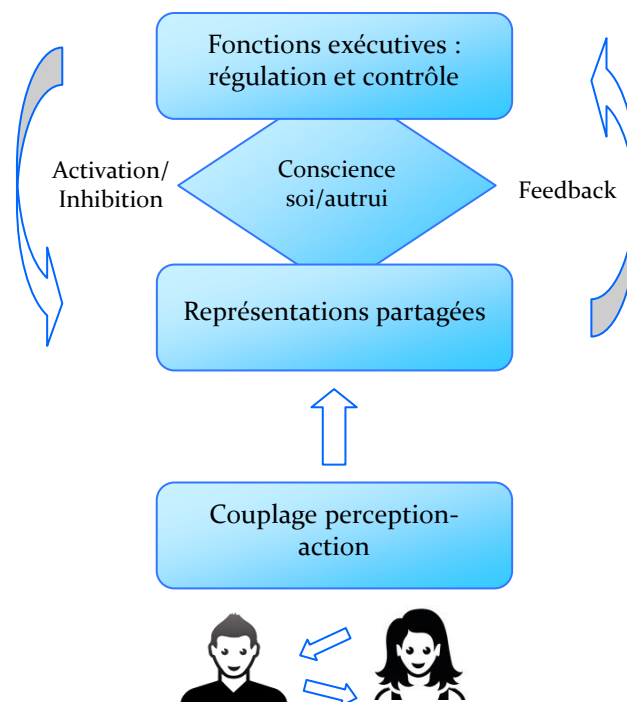 Fonctions exécutives :
régulation et contrôle
Activation/
Inhibition
Conscience
soi/autrui
Feedback
Représentations partagées
Couplage perception-
action